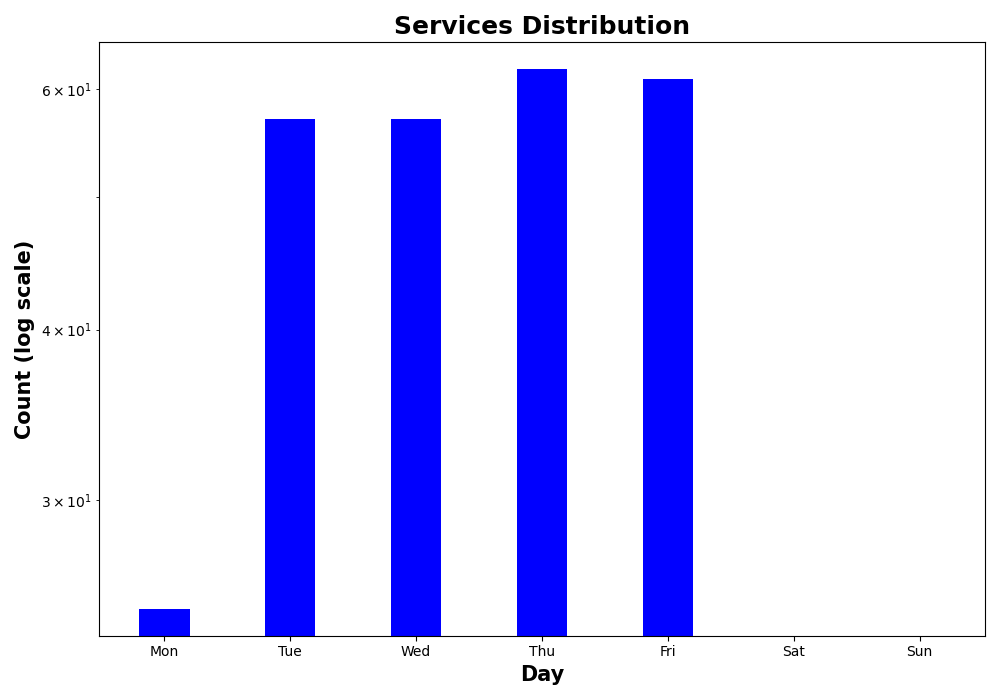 Services Distribution
6 × 10¹
4 × 10¹
3 × 10¹
Count (log scale)
Mon Tue Wed Thu Fri Sat Sun
Day